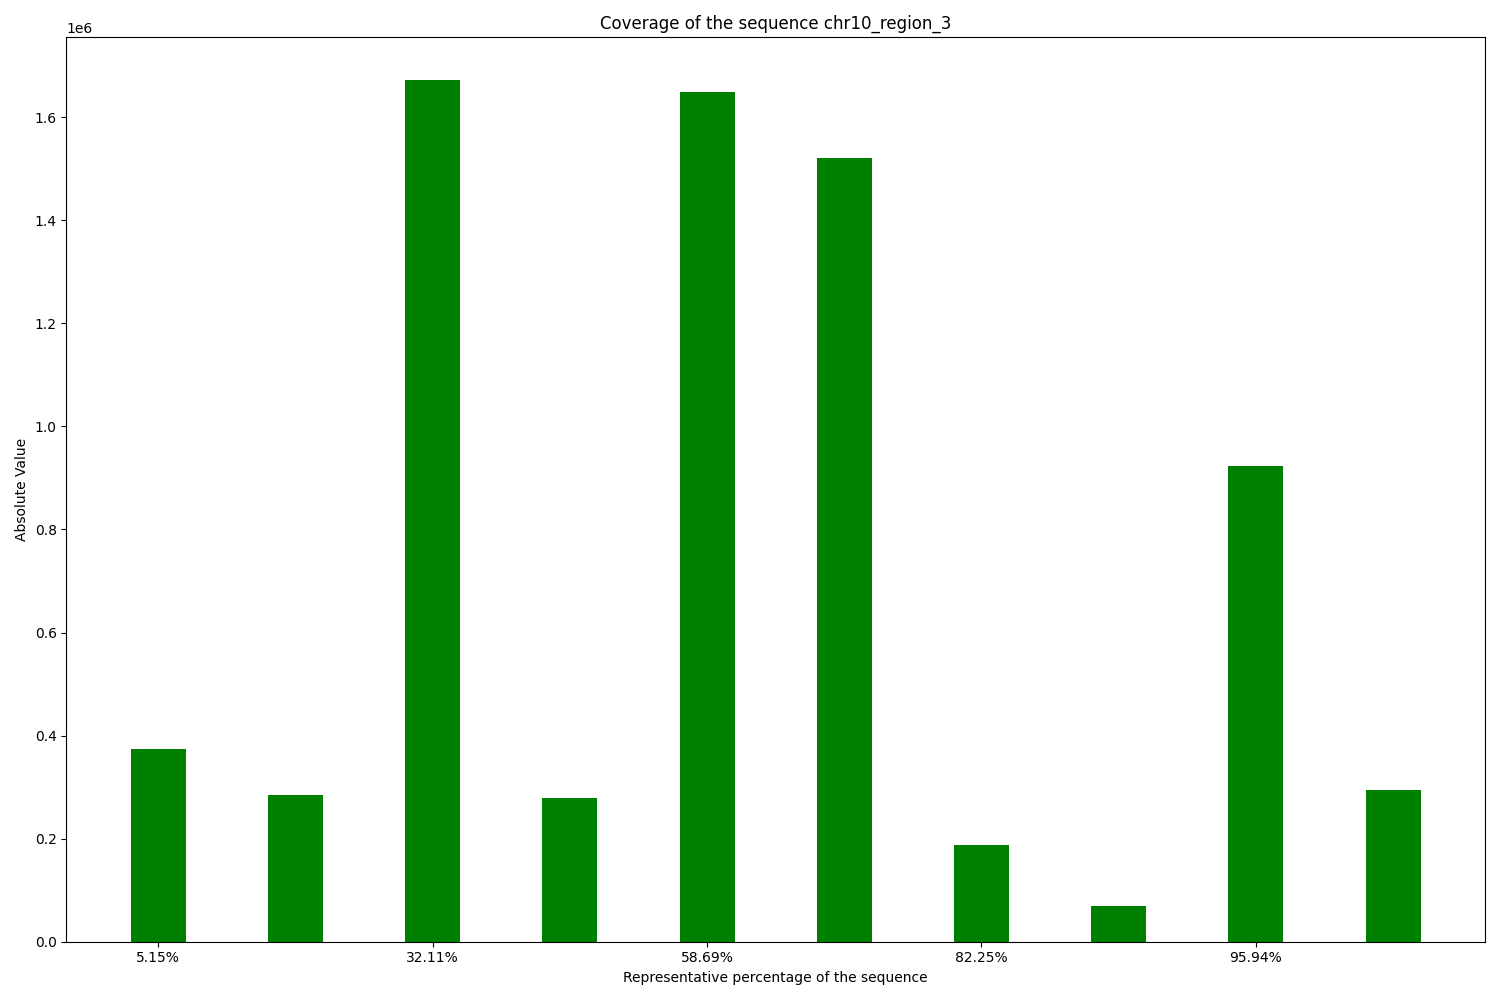 Coverage of the sequence chr10_region_3
1e6
1.6
1.4
1.2
1.0
0.8
0.6
0.4
0.2
0.0
Absolute Value
5.15% 32.11% 58.69% 82.25% 95.94%
Representative percentage of the sequence